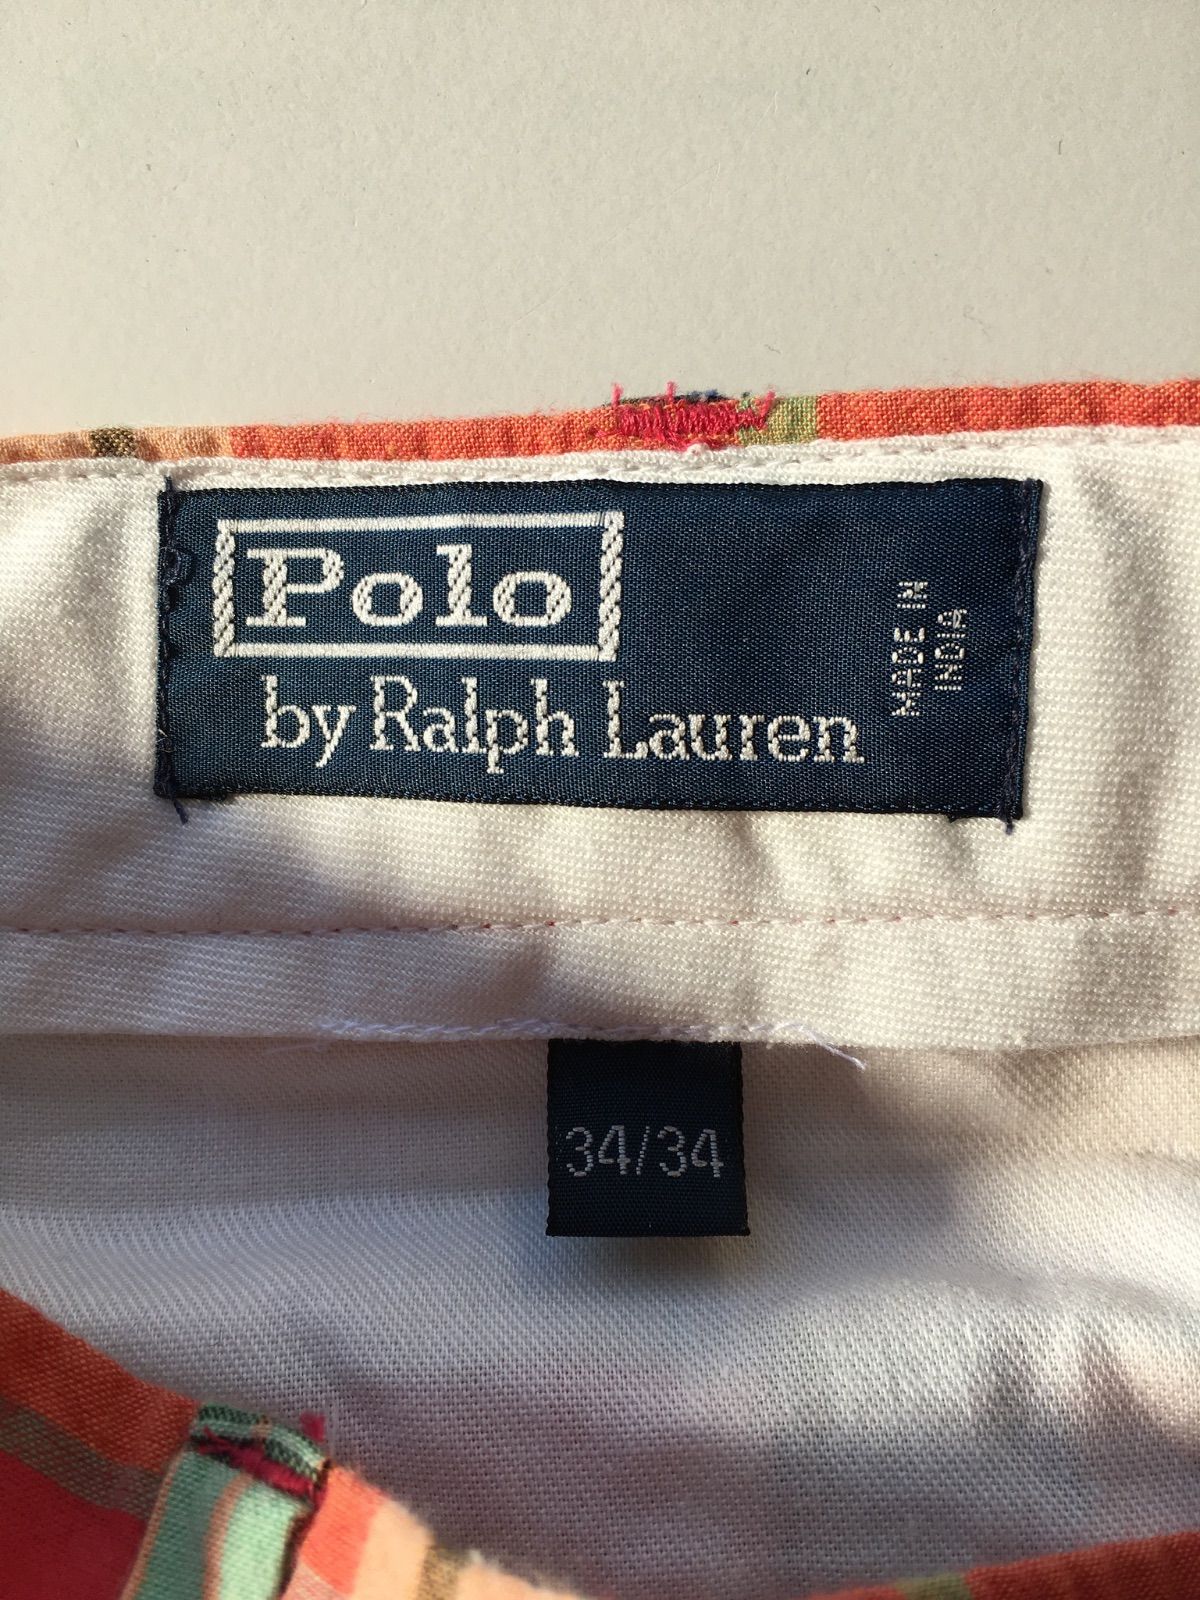 Polo
by Ralph Lauren
MADE IN
INDIA
34/34